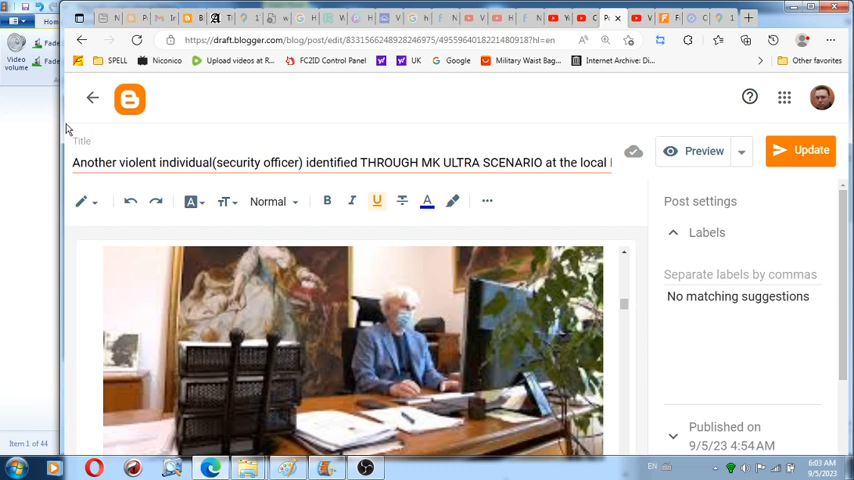 Home
Video
volume
Fade
Fade
https://draft.blogger.com/blog/post/edit/8331566248928246975/4955964018221480918?hl=en
SPELL
Niconico
Upload videos at R...
FC2ID Control Panel
UK
Google
Military Waist Bag...
Internet Archive: Di...
Other favorites
Title
Another violent individual(security officer) identified THROUGH MK ULTRA SCENARIO at the local
Preview
Update
Normal
B I U A
Post settings
Labels
Separate labels by commas
No matching suggestions
Published on
9/5/23 4:54 AM
Item 1 of 44
EN
6:03 AM
9/5/2023